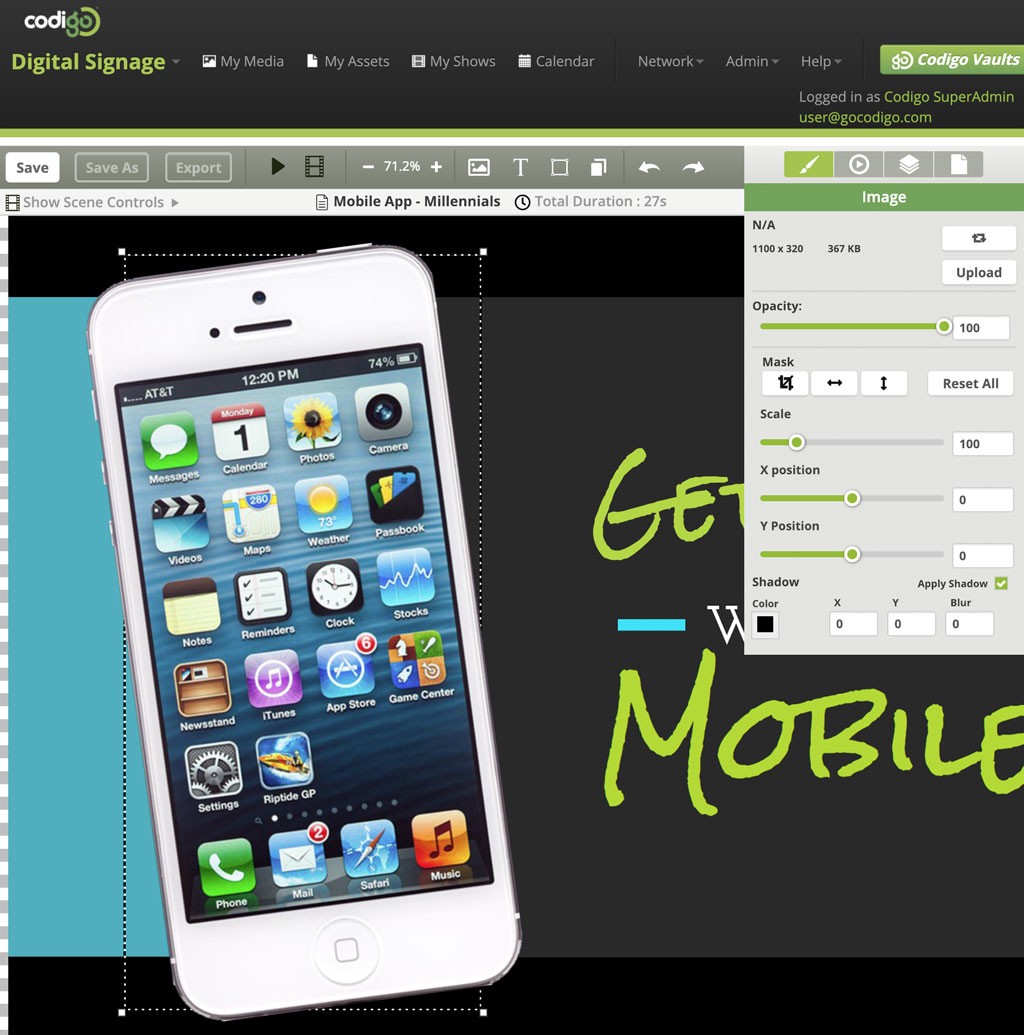 codigo
Digital Signage My Media My Assets My Shows Calendar Network Admin Help go Codigo Vaults
Logged in as Codigo SuperAdmin
user@gocodigo.com
Save Save As Export 71.2% T
Image
Show Scene Controls Mobile App - Millennials Total Duration : 27s
N/A
1100 x 320 367 KB
Upload
Opacity:
100
Mask
Reset All
Scale
100
X position
0
Y Position
0
Shadow Apply Shadow
Color X Y Blur
0 0 0
AT&T 12:20 PM 74%
Monday
1
Messages Calendar Photos Camera
280
73°
Videos Maps Weather Passbook
Notes Reminders Clock Stocks
6
Newsstand iTunes App Store Game Center
Settings Riptide GP
2
Phone Mail Safari Music
Get
W
Mobile